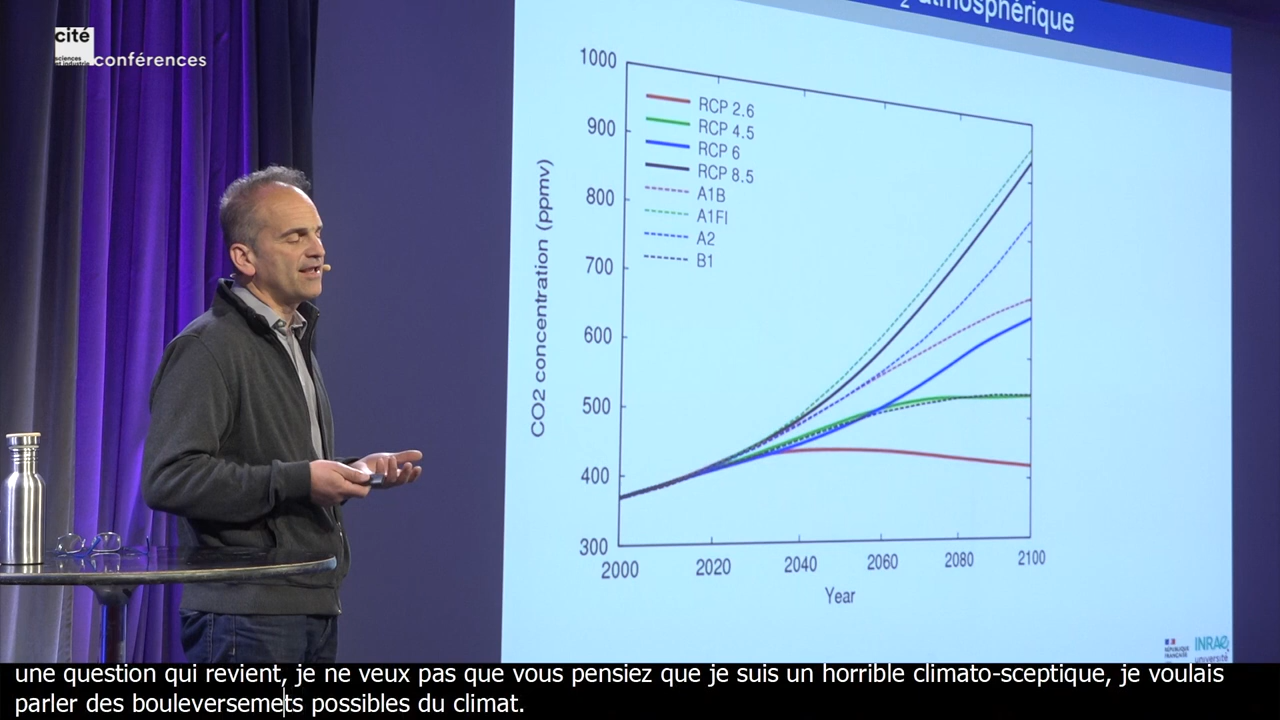 cité
sciences
et industrie
conférences
2 atmosphérique
CO2 concentration (ppmv)
1000
900
800
700
600
500
400
300
RCP 2.6
RCP 4.5
RCP 6
RCP 8.5
A1B
A1FI
A2
B1
2000 2020 2040 2060 2080 2100
Year
RÉPUBLIQUE
FRANÇAISE
INRAE
université
une question qui revient, je ne veux pas que vous pensiez que je suis un horrible climato-sceptique, je voulais
parler des bouleversemets possibles du climat.